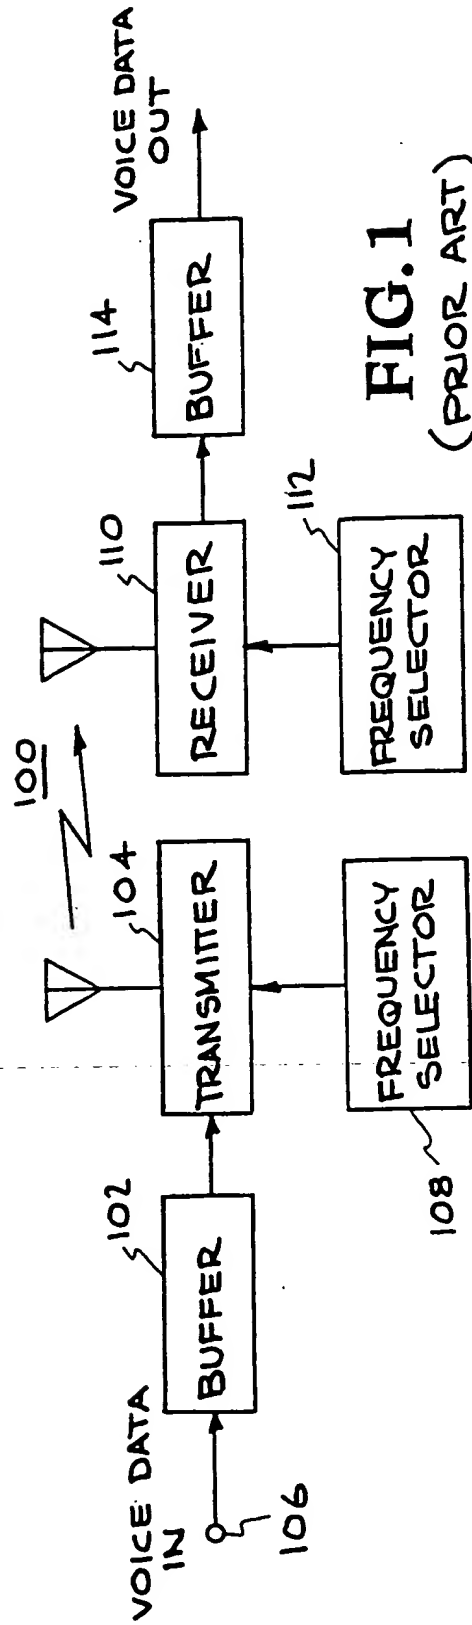 100
VOICE DATA
IN
106
102
BUFFER
104
TRANSMITTER
108
FREQUENCY
SELECTOR
110
RECEIVER
112
FREQUENCY
SELECTOR
114
BUFFER
VOICE DATA
OUT
FIG. 1
(PRIOR ART)